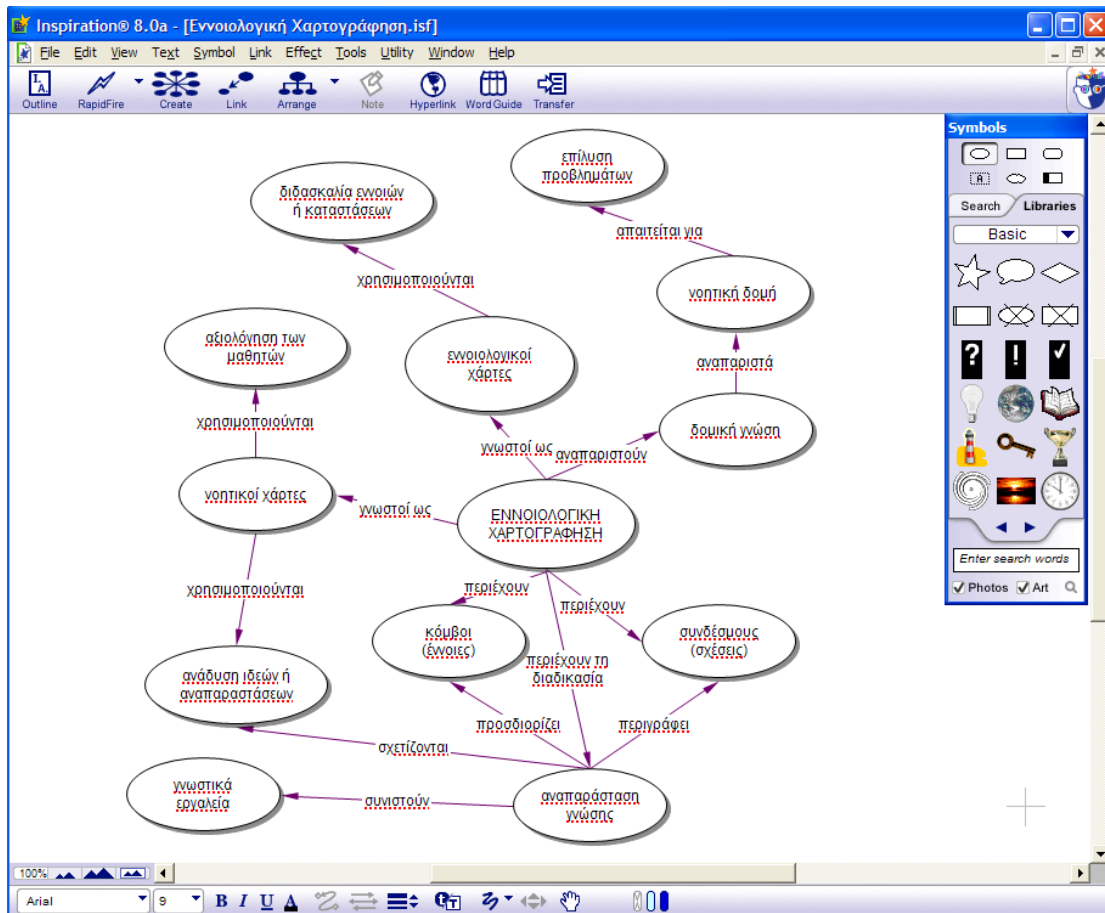 Inspiration® 8.0a - [Εννοιολογική Χαρτογράφηση.isf]
File Edit View Text Symbol Link Effect Tools Utility Window Help
I.
A.
Outline RapidFire Create Link Arrange Note Hyperlink Word Guide Transfer
Symbols
A
Search Libraries
Basic
? !
Enter search words
Photos Art
επίλυση
προβλημάτων
διδασκαλία εννοιών
ή καταστάσεων
απαιτείται για
χρησιμοποιούνται
νοητική δομή
αξιολόγηση των
μαθητών
εννοιολογικοί
χάρτες
αναπαριστά
χρησιμοποιούνται
γνωστοί ως
αναπαριστούν
δομική γνώση
νοητικοί χάρτες
γνωστοί ως
ΕΝΝΟΙΟΛΟΓΙΚΗ
ΧΑΡΤΟΓΡΑΦΗΣΗ
χρησιμοποιούνται
περιέχουν
περιέχουν
κόμβοι
(έννοιες)
συνδέσμους
(σχέσεις)
περιέχουν τη
διαδικασία
ανάδυση ιδεών ή
αναπαραστάσεων
προσδιορίζει
περιγράφει
σχετίζονται
γνωστικά
εργαλεία
συνιστούν
αναπαράσταση
γνώσης
100%
Arial 9 B I U A